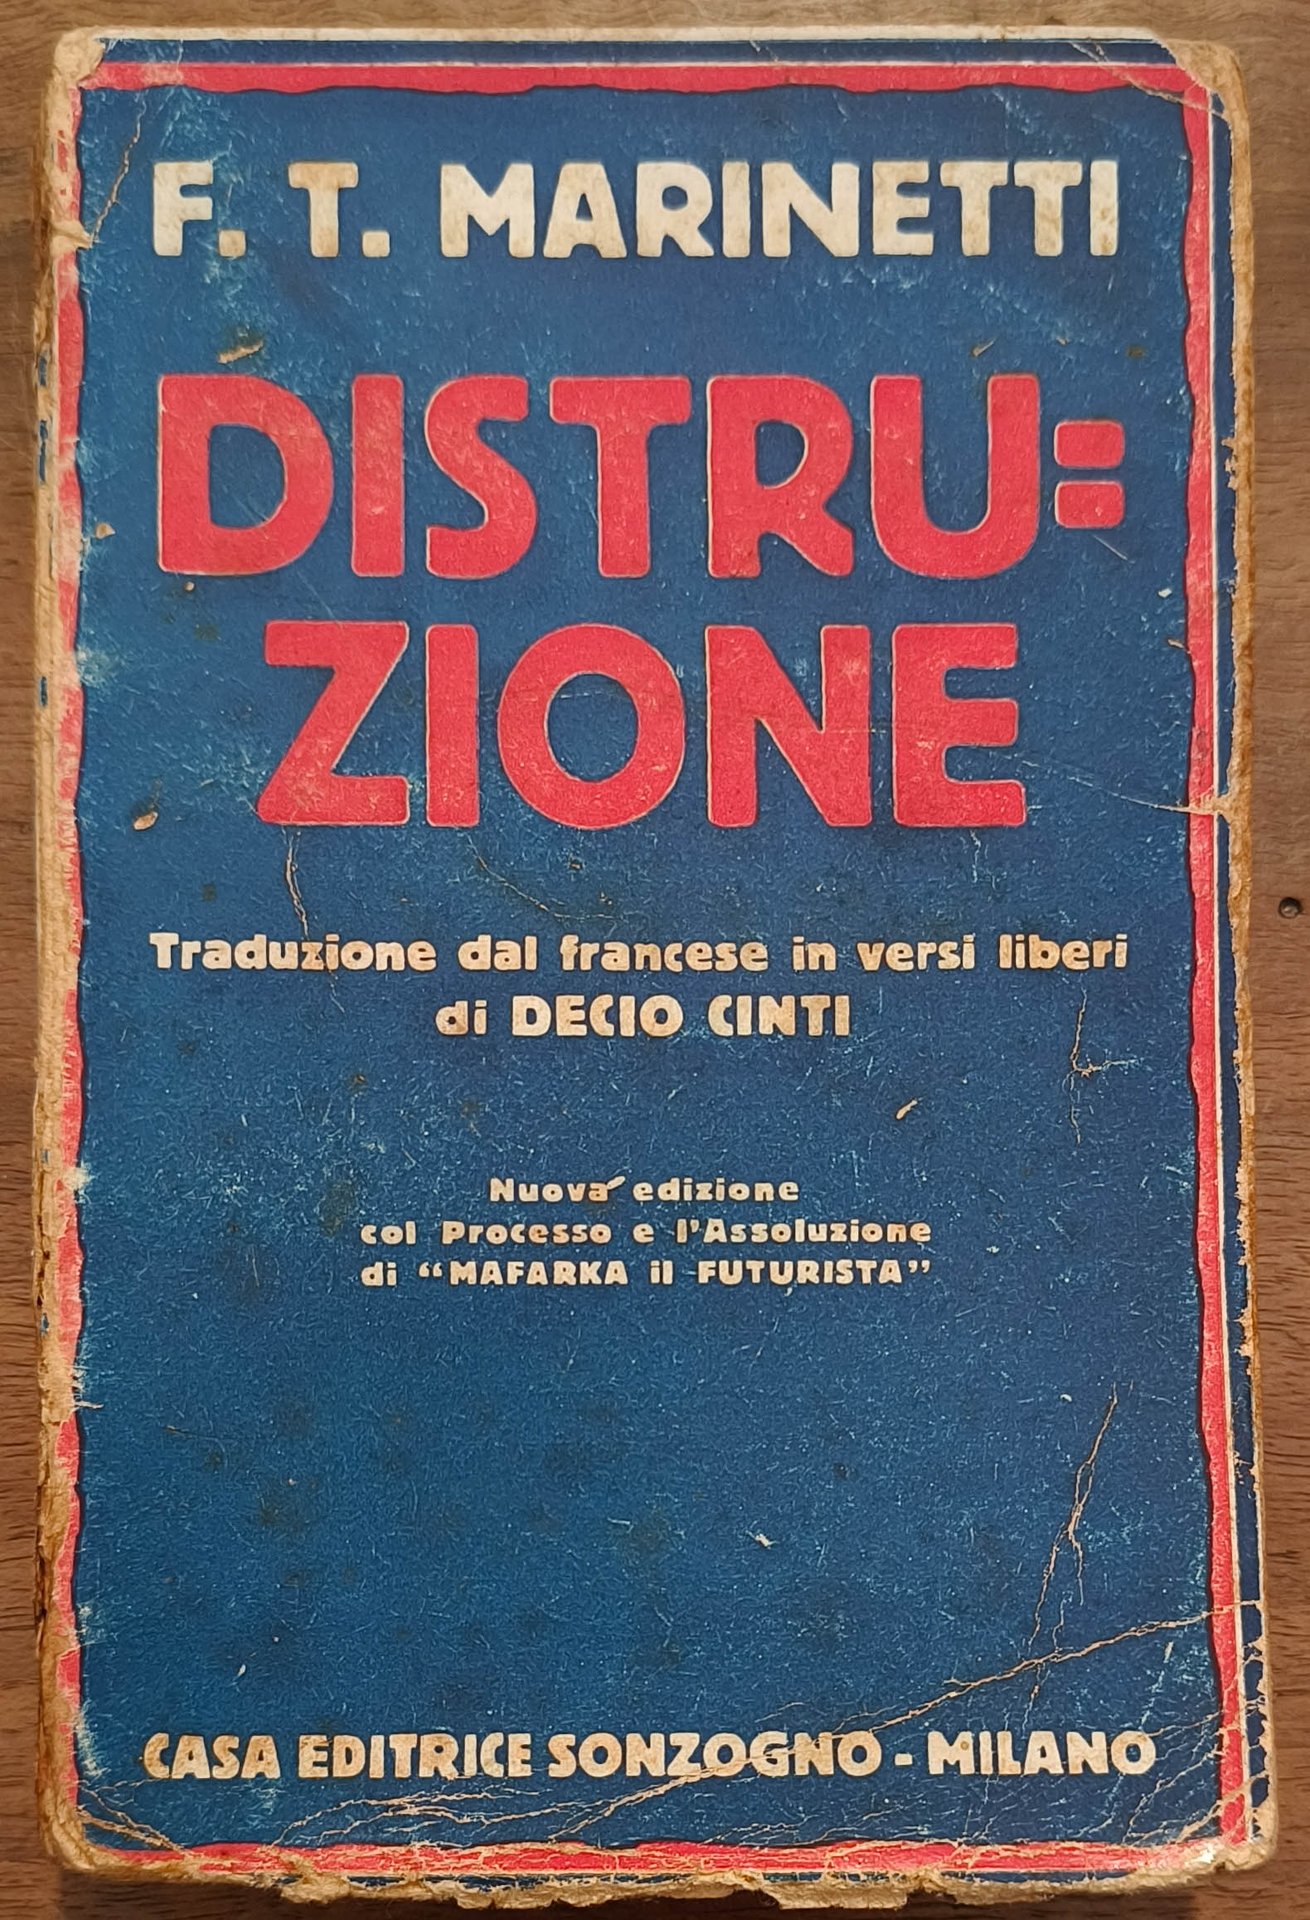 F. T. MARINETTI
DISTRU=
ZIONE
Traduzione dal francese in versi liberi
di DECIO CINTI
Nuova edizione
col Processo e l'Assoluzione
di “MAFARKA il FUTURISTA”
CASA EDITRICE SONZOGNO - MILANO